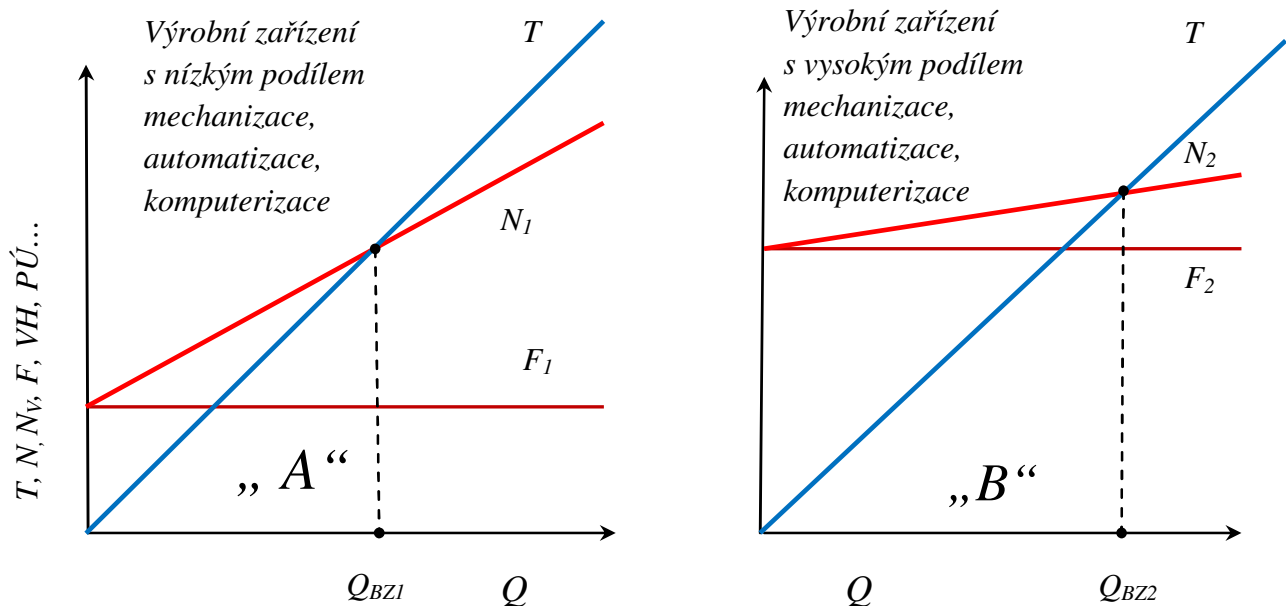 Výrobní zařízení
s nízkým podílem
mechanizace,
automatizace,
komputerizace
T
N1
F1
„ A“
T, N, NV, F, VH, PÚ…
QBZ1
Q
Výrobní zařízení
s vysokým podílem
mechanizace,
automatizace,
komputerizace
T
N2
F2
„B“
Q
QBZ2